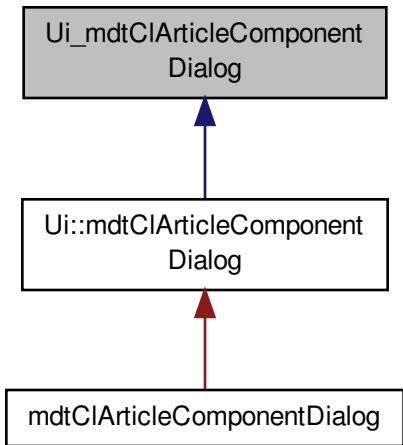 Ui_mdtClArticleComponent
Dialog
Ui::mdtClArticleComponent
Dialog
mdtClArticleComponentDialog